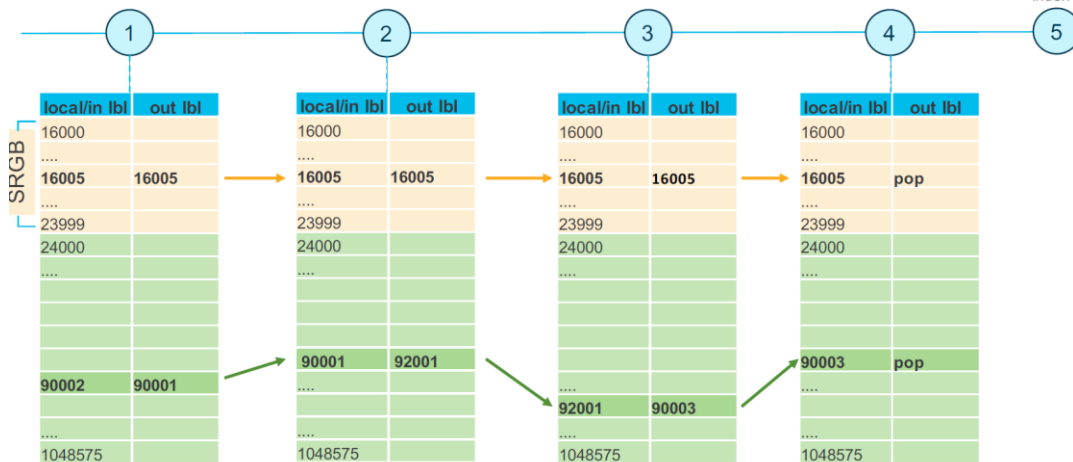 1 2 3 4 5
SRGB
local/in lbl out lbl local/in lbl out lbl local/in lbl out lbl local/in lbl out lbl
16000 16000 16000 16000
.... .... .... ....
16005 16005 16005 16005 16005 16005 16005 pop
.... .... .... ....
23999 23999 23999 23999
24000 24000 24000 24000
.... .... .... ....
90001 92001 90003 pop
90002 90001 .... .... ....
92001 90003
.... .... .... ....
1048575 1048575 1048575 1048575